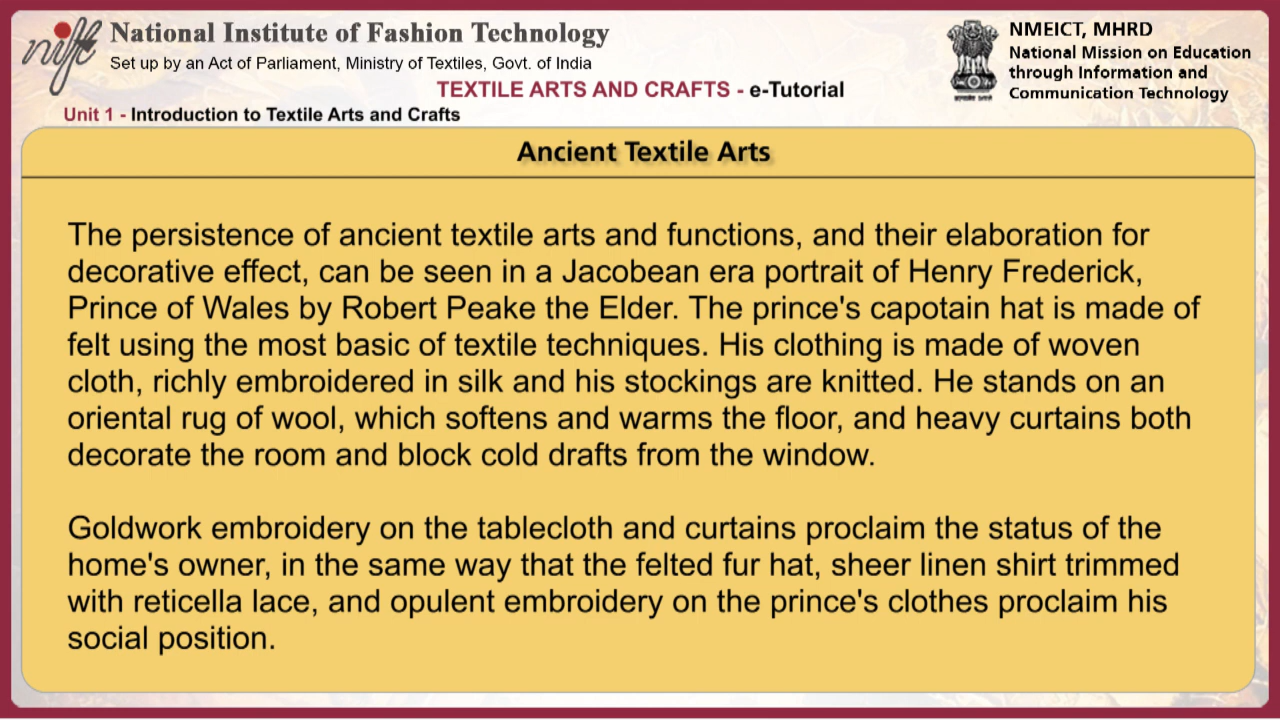 nift
National Institute of Fashion Technology
Set up by an Act of Parliament, Ministry of Textiles, Govt. of India
NMEICT, MHRD
National Mission on Education
through Information and
Communication Technology
TEXTILE ARTS AND CRAFTS - e-Tutorial
Unit 1 - Introduction to Textile Arts and Crafts
Ancient Textile Arts
The persistence of ancient textile arts and functions, and their elaboration for
decorative effect, can be seen in a Jacobean era portrait of Henry Frederick,
Prince of Wales by Robert Peake the Elder. The prince's capotain hat is made of
felt using the most basic of textile techniques. His clothing is made of woven
cloth, richly embroidered in silk and his stockings are knitted. He stands on an
oriental rug of wool, which softens and warms the floor, and heavy curtains both
decorate the room and block cold drafts from the window.
Goldwork embroidery on the tablecloth and curtains proclaim the status of the
home's owner, in the same way that the felted fur hat, sheer linen shirt trimmed
with reticella lace, and opulent embroidery on the prince's clothes proclaim his
social position.